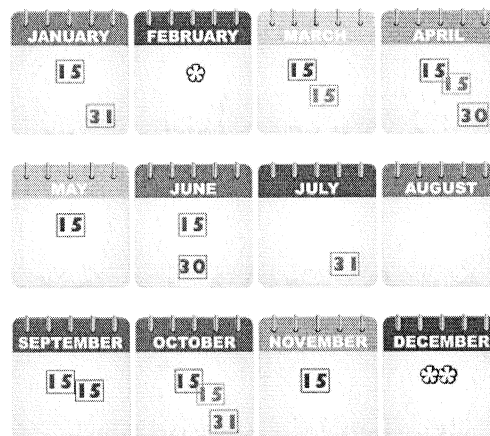 JANUARY FEBRUARY MARCH APRIL
15 15 15
15 15
31 30
MAY JUNE JULY AUGUST
15 15
30 31
SEPTEMBER OCTOBER NOVEMBER DECEMBER
15 15 15 15
15
31